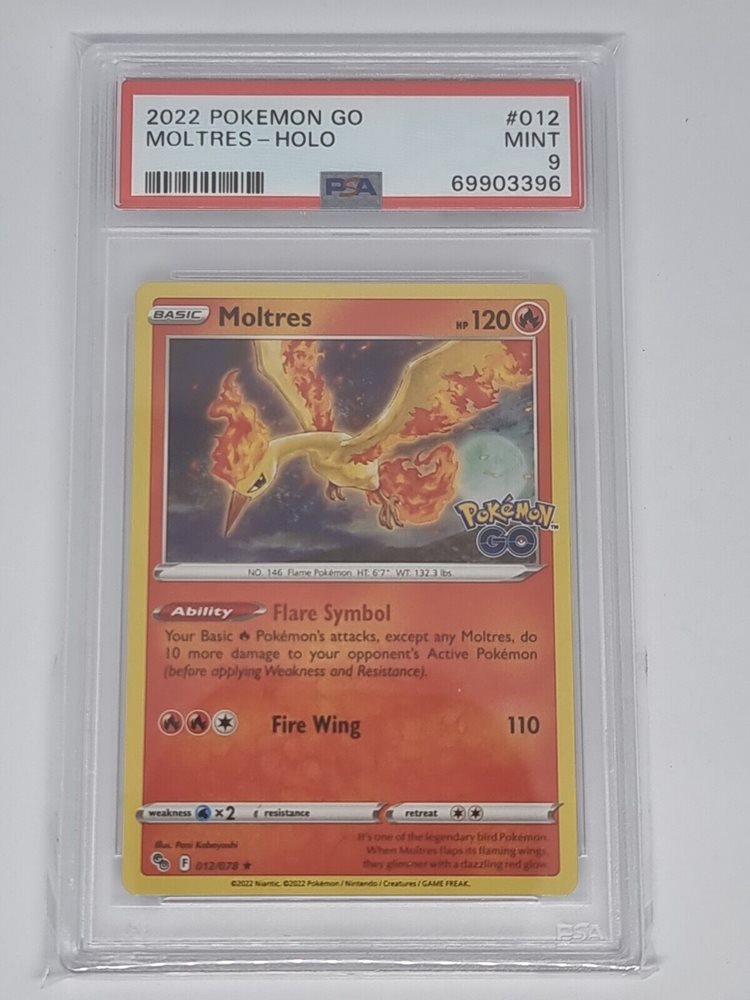 2022 POKEMON GO #012
MOLTRES - HOLO MINT
9
PSA 69903396
BASIC Moltres HP 120
Pokémon™
GO
NO. 146 Flame Pokémon HT: 6'7" WT: 132.3 lbs.
Ability Flare Symbol
Your Basic Pokémon's attacks, except any Moltres, do
10 more damage to your opponent's Active Pokémon
(before applying Weakness and Resistance).
Fire Wing 110
weakness ×2 resistance retreat
Illus. Pani Kobayashi
It's one of the legendary bird Pokémon.
When Moltres flaps its flaming wings,
they glimmer with a dazzling red glow.
F 012/078 ★
©2022 Niantic. ©2022 Pokémon / Nintendo / Creatures / GAME FREAK.
PSA